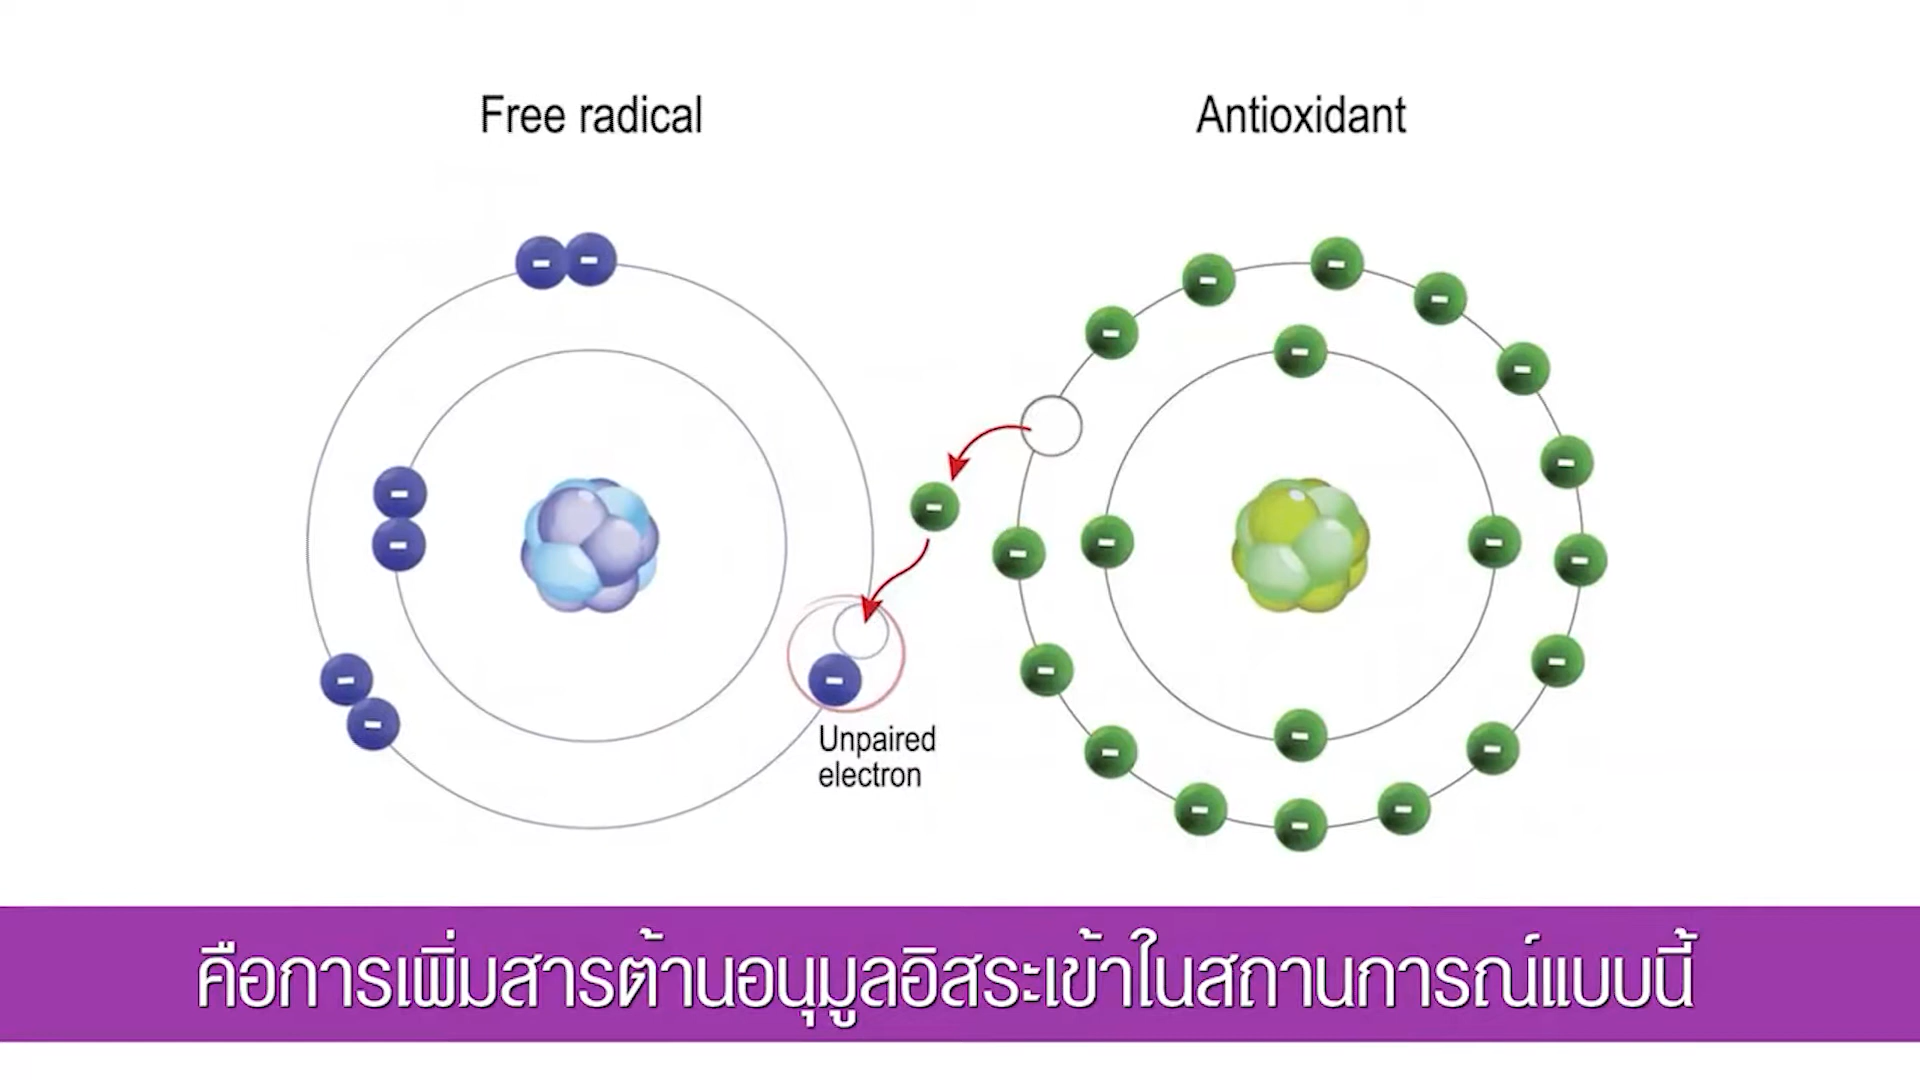 Free radical
Antioxidant
Unpaired
electron
คือการเพิ่มสารต้านอนุมูลอิสระเข้าในสถานการณ์แบบนี้